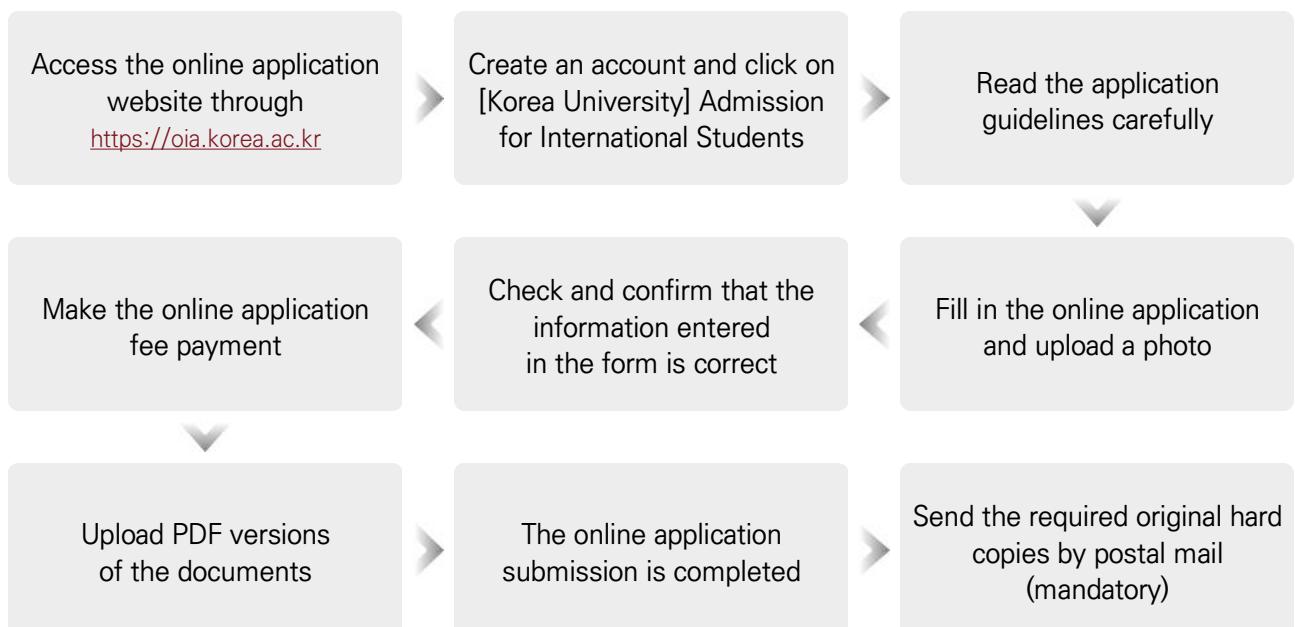 Access the online application
website through
https://oia.korea.ac.kr
Create an account and click on
[Korea University] Admission
for International Students
Read the application
guidelines carefully
Fill in the online application
and upload a photo
Check and confirm that the
information entered
in the form is correct
Make the online application
fee payment
Upload PDF versions
of the documents
The online application
submission is completed
Send the required original hard
copies by postal mail
(mandatory)